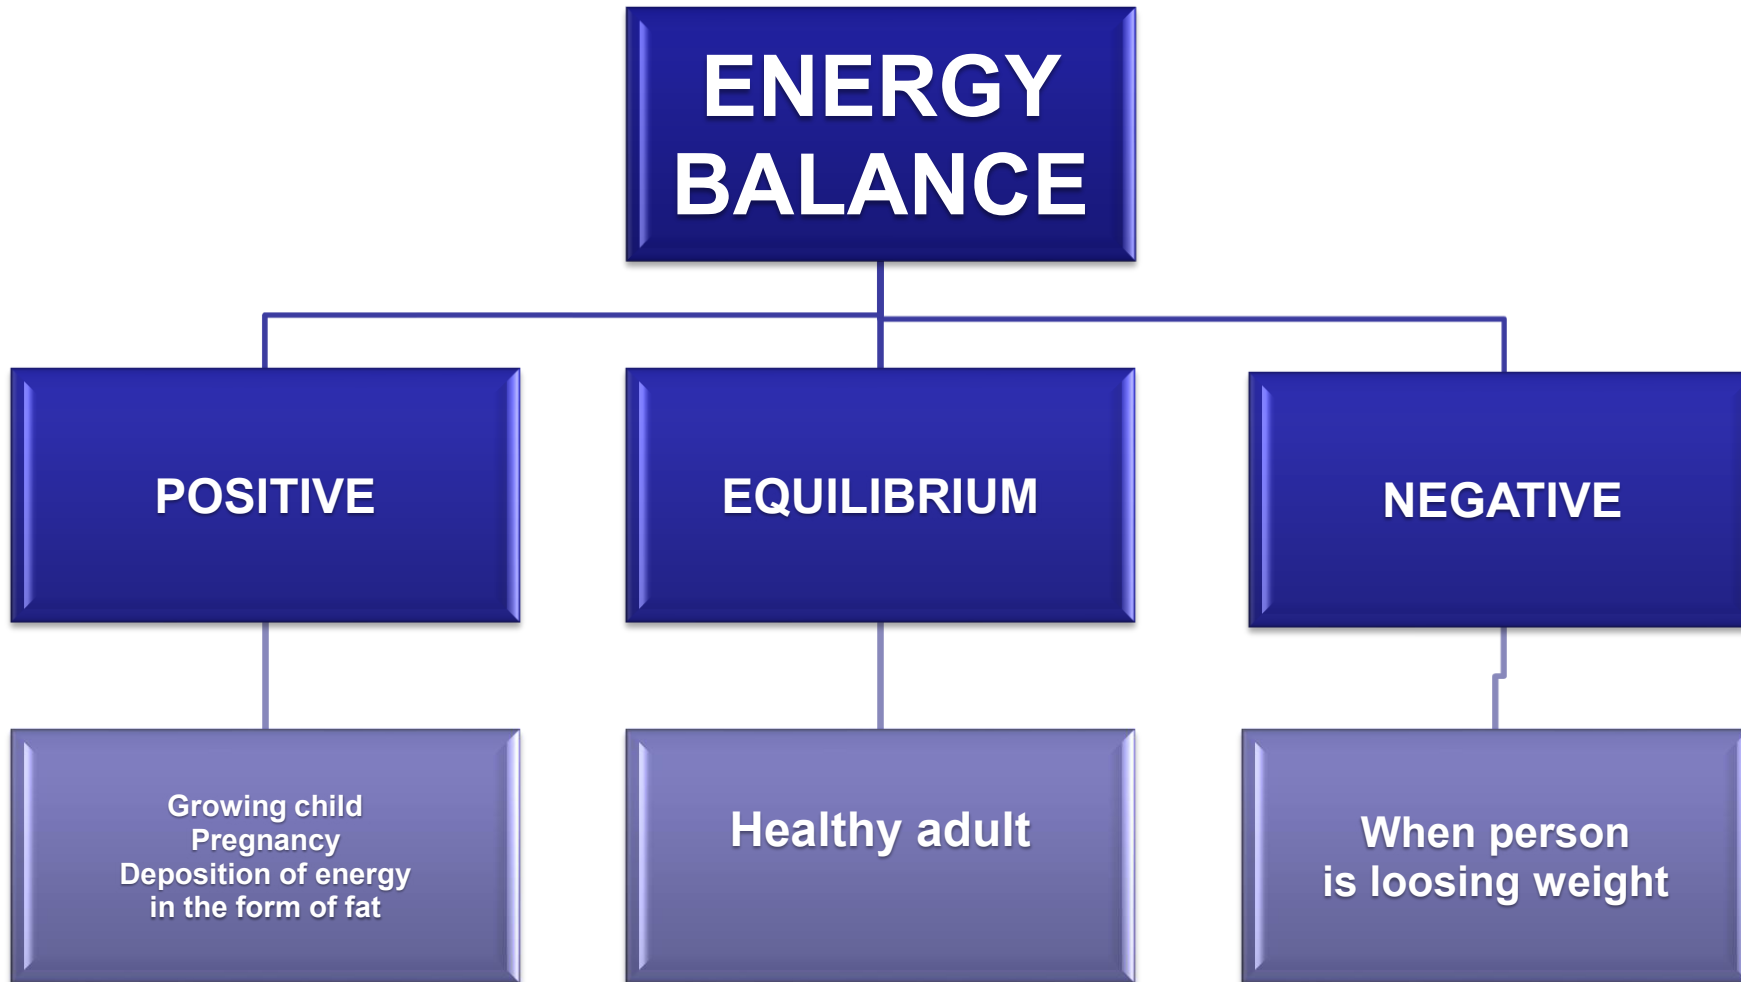 ENERGY
BALANCE
POSITIVE
EQUILIBRIUM
NEGATIVE
Growing child
Pregnancy
Deposition of energy
in the form of fat
Healthy adult
When person
is loosing weight